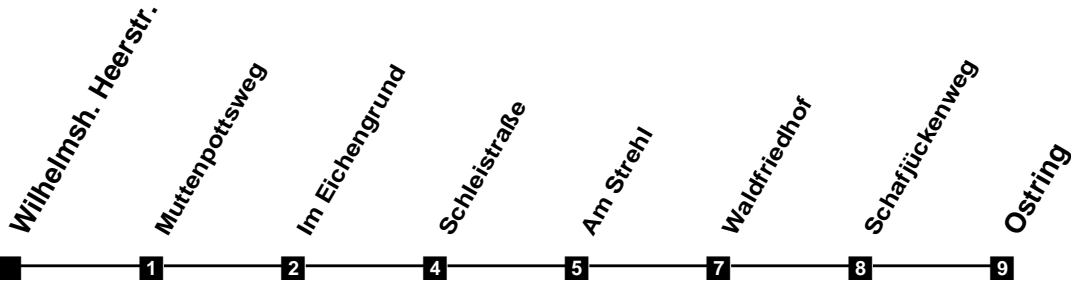 Wilhelmsh. Heerstr.
Muttenpottsweg
Im Eichengrund
Schleistraße
Am Strehl
Waldfriedhof
Schafjückenweg
Ostring
1 2 4 5 7 8 9